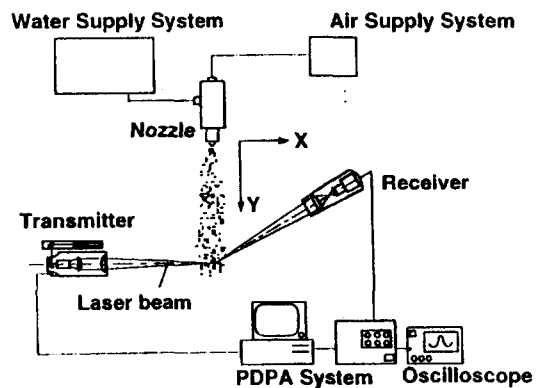 Water Supply System
Air Supply System
Nozzle
X
Y
Receiver
Transmitter
Laser beam
PDPA System
Oscilloscope